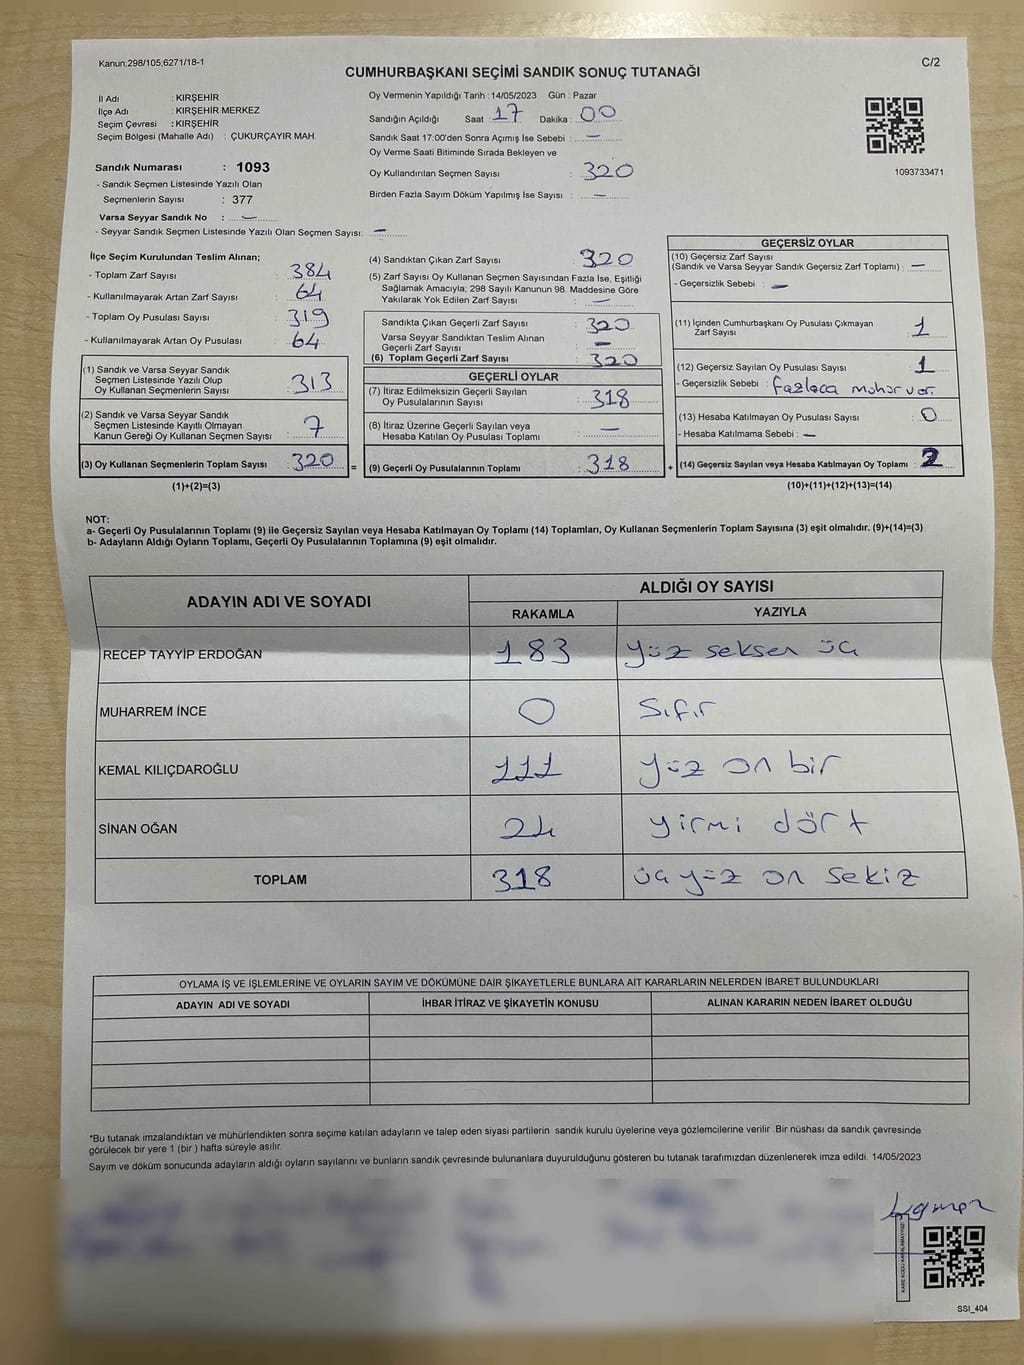 Kanun;298/105;6271/18-1
C/2
CUMHURBAŞKANI SEÇİMİ SANDIK SONUÇ TUTANAĞI
İl Adı : KIRŞEHİR
İlçe Adı : KIRŞEHİR MERKEZ
Seçim Çevresi : KIRŞEHİR
Seçim Bölgesi (Mahalle Adı) : ÇUKURÇAYIR MAH.
Sandık Numarası : 1093
- Sandık Seçmen Listesinde Yazılı Olan
Seçmenlerin Sayısı : 377
Varsa Seyyar Sandık No : —
- Seyyar Sandık Seçmen Listesinde Yazılı Olan Seçmen Sayısı: —
Oy Vermenin Yapıldığı Tarih : 14/05/2023 Gün : Pazar
Sandığın Açıldığı Saat : 17 Dakika : 00
Sandık Saat 17:00'den Sonra Açımış İse Sebebi : —
Oy Verme Saati Bitiminde Sırada Bekleyen ve
Oy Kullandırılan Seçmen Sayısı : 320
Birden Fazla Sayım Döküm Yapılmış İse Sayısı : —
1093733471
İlçe Seçim Kurulundan Teslim Alınan;
- Toplam Zarf Sayısı : 384
- Kullanılmayarak Artan Zarf Sayısı : 64
- Toplam Oy Pusulası Sayısı : 319
- Kullanılmayarak Artan Oy Pusulası : 64
(1) Sandık ve Varsa Seyyar Sandık
Seçmen Listesinde Yazılı Olup
Oy Kullanan Seçmenlerin Sayısı : 313
(2) Sandık ve Varsa Seyyar Sandık
Seçmen Listesinde Kayıtlı Olmayan
Kanun Gereği Oy Kullanan Seçmen Sayısı : 7
(3) Oy Kullanan Seçmenlerin Toplam Sayısı : 320 =
(1)+(2)=(3)
(4) Sandıktan Çıkan Zarf Sayısı : 320
(5) Zarf Sayısı Oy Kullanan Seçmen Sayısından Fazla İse, Eşitliği
Sağlamak Amacıyla; 298 Sayılı Kanunun 98. Maddesine Göre
Yakılarak Yok Edilen Zarf Sayısı : —
Sandıkta Çıkan Geçerli Zarf Sayısı : 320
Varsa Seyyar Sandıktan Teslim Alınan
Geçerli Zarf Sayısı : —
(6) Toplam Geçerli Zarf Sayısı : 320
GEÇERLİ OYLAR
(7) İtiraz Edilmeksizin Geçerli Sayılan
Oy Pusulalarının Sayısı : 318
(8) İtiraz Üzerine Geçerli Sayılan veya
Hesaba Katılan Oy Pusulası Toplamı : —
(9) Geçerli Oy Pusulalarının Toplamı : 318 +
GEÇERSİZ OYLAR
(10) Geçersiz Zarf Sayısı
(Sandık ve Varsa Seyyar Sandık Geçersiz Zarf Toplamı) : —
- Geçersizlik Sebebi : —
(11) İçinden Cumhurbaşkanı Oy Pusulası Çıkmayan
Zarf Sayısı : 1
(12) Geçersiz Sayılan Oy Pusulası Sayısı : 1
- Geçersizlik Sebebi : fazlaca mühür var.
(13) Hesaba Katılmayan Oy Pusulası Sayısı : 0
- Hesaba Katılmama Sebebi : —
(14) Geçersiz Sayılan veya Hesaba Katılmayan Oy Toplamı : 2
(10)+(11)+(12)+(13)=(14)
NOT:
a- Geçerli Oy Pusulalarının Toplamı (9) ile Geçersiz Sayılan veya Hesaba Katılmayan Oy Toplamı (14) Toplamları, Oy Kullanan Seçmenlerin Toplam Sayısına (3) eşit olmalıdır. (9)+(14)=(3)
b- Adayların Aldığı Oyların Toplamı, Geçerli Oy Pusulalarının Toplamına (9) eşit olmalıdır.
ADAYIN ADI VE SOYADI ALDIĞI OY SAYISI
RAKAMLA YAZIYLA
RECEP TAYYİP ERDOĞAN 183 yüz seksen üç
MUHARREM İNCE 0 Sıfır
KEMAL KILIÇDAROĞLU 111 yüz on bir
SİNAN OĞAN 24 yirmi dört
TOPLAM 318 üç yüz on sekiz
OYLAMA İŞ VE İŞLEMLERİNE VE OYLARIN SAYIM VE DÖKÜMÜNE DAİR ŞİKAYETLERLE BUNLARA AİT KARARLARIN NELERDEN İBARET BULUNDUKLARI
ADAYIN ADI VE SOYADI İHBAR İTİRAZ VE ŞİKAYETİN KONUSU ALINAN KARARIN NEDEN İBARET OLDUĞU
*Bu tutanak imzalandıktan ve mühürlendikten sonra seçime katılan adayların ve talep eden siyasi partilerin sandık kurulu üyelerine veya gözlemcilerine verilir .Bir nüshası da sandık çevresinde
görülecek bir yere 1 (bir ) hafta süreyle asılır.
Sayım ve döküm sonucunda adayların aldığı oyların sayılarını ve bunların sandık çevresinde bulunanlara duyurulduğunu gösteren bu tutanak tarafımızdan düzenlenerek imza edildi. 14/05/2023
KARE KODU KARALAMAYINIZ!
SSI_404